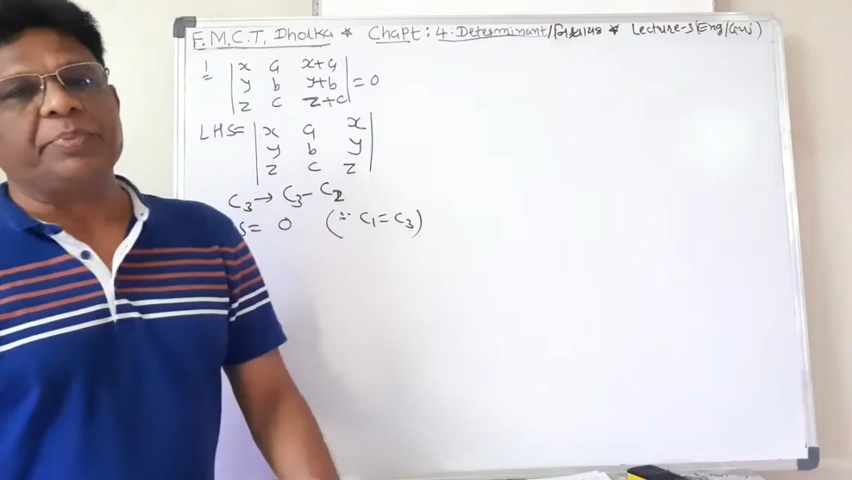 E.M.C.T, Dholka * Chapt: 4. Determinant/નિશ્ચાયક * Lecture-3(Eng/Guj)
1 = | x a x+a |
| y b y+b | = 0
| z c z+c |
LHS= | x a x |
| y b y |
| z c z |
C3 → C3 - C2
S= 0 (∵ C1 = C3)